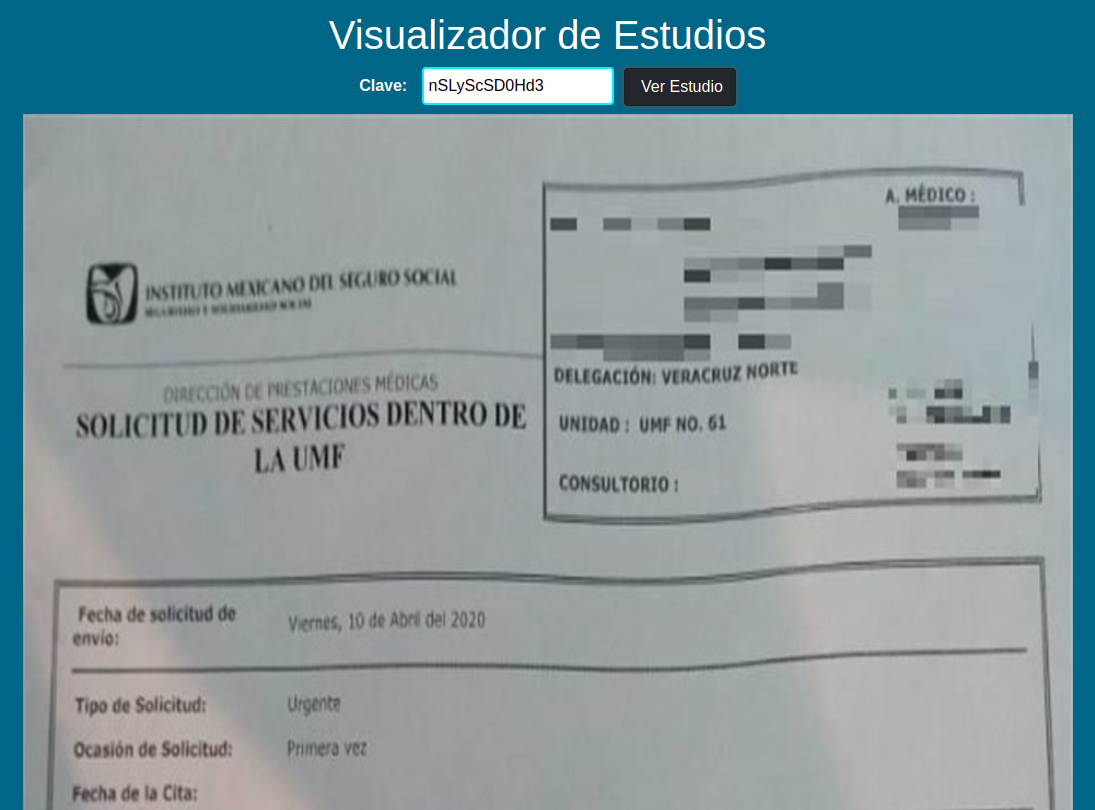 Visualizador de Estudios
Clave: nSLyScSD0Hd3 Ver Estudio
A. MÉDICO :
INSTITUTO MEXICANO DEL SEGURO SOCIAL
SEGURIDAD Y SOLIDARIDAD SOCIAL
DELEGACIÓN: VERACRUZ NORTE
DIRECCIÓN DE PRESTACIONES MÉDICAS
SOLICITUD DE SERVICIOS DENTRO DE
LA UMF
UNIDAD : UMF NO. 61
CONSULTORIO :
Fecha de solicitud de
envío:
Viernes, 10 de Abril del 2020
Tipo de Solicitud: Urgente
Ocasión de Solicitud: Primera vez
Fecha de la Cita: